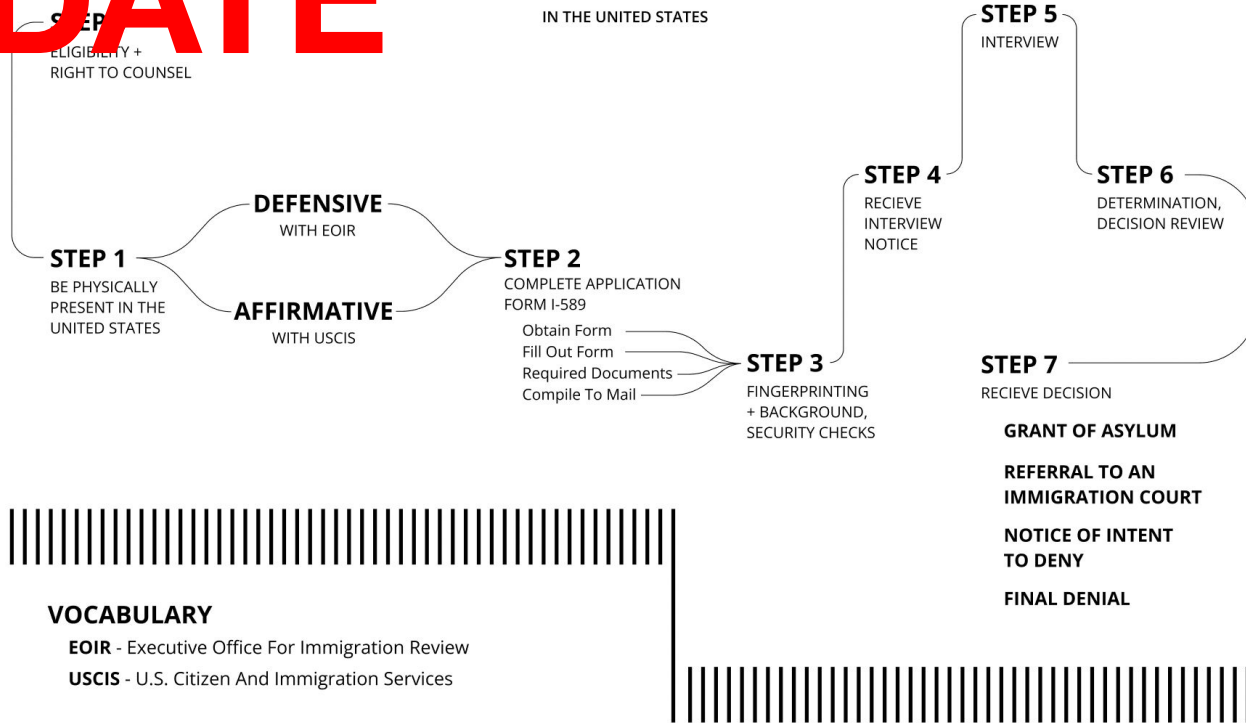 DATE
IN THE UNITED STATES
STEP
ELIGIBILITY +
RIGHT TO COUNSEL
STEP 1
BE PHYSICALLY
PRESENT IN THE
UNITED STATES
DEFENSIVE
WITH EOIR
AFFIRMATIVE
WITH USCIS
STEP 2
COMPLETE APPLICATION
FORM I-589
Obtain Form
Fill Out Form
Required Documents
Compile To Mail
STEP 3
FINGERPRINTING
+ BACKGROUND,
SECURITY CHECKS
STEP 4
RECIEVE
INTERVIEW
NOTICE
STEP 5
INTERVIEW
STEP 6
DETERMINATION,
DECISION REVIEW
STEP 7
RECIEVE DECISION
GRANT OF ASYLUM
REFERRAL TO AN
IMMIGRATION COURT
NOTICE OF INTENT
TO DENY
FINAL DENIAL
VOCABULARY
EOIR - Executive Office For Immigration Review
USCIS - U.S. Citizen And Immigration Services